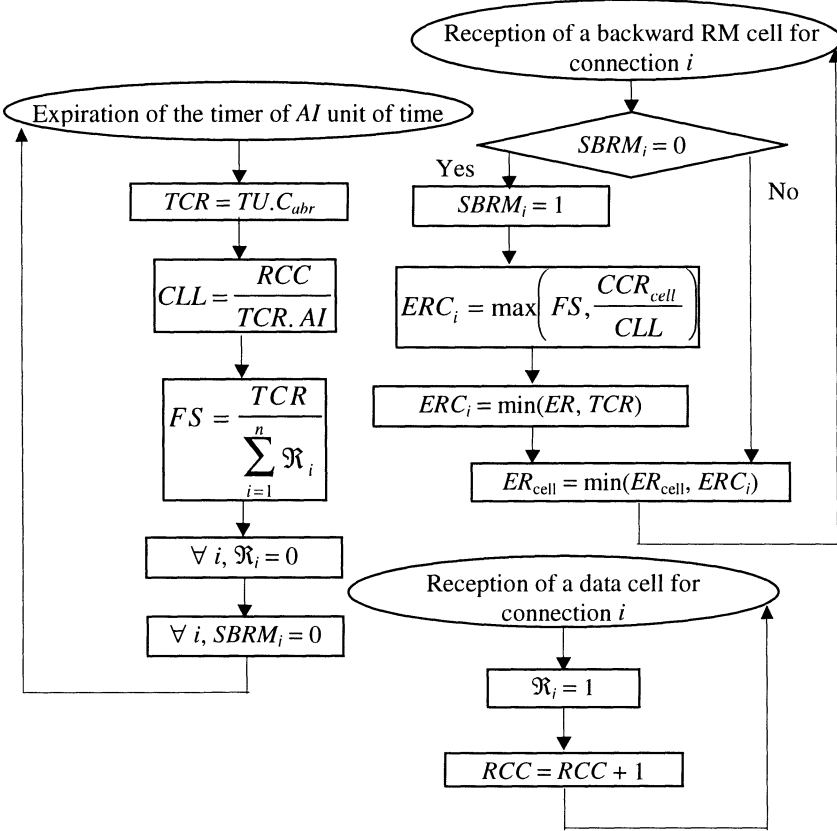 Expiration of the timer of AI unit of time
TCR = TU.C_abr
CLL = RCC / TCR. AI
FS = TCR / ∑_{i=1}^{n} ℜ_i
∀ i, ℜ_i = 0
∀ i, SBRM_i = 0
Reception of a backward RM cell for
connection i
SBRM_i = 0
Yes
No
SBRM_i = 1
ERC_i = max(FS, CCR_cell / CLL)
ERC_i = min(ER, TCR)
ER_cell = min(ER_cell, ERC_i)
Reception of a data cell for
connection i
ℜ_i = 1
RCC = RCC + 1